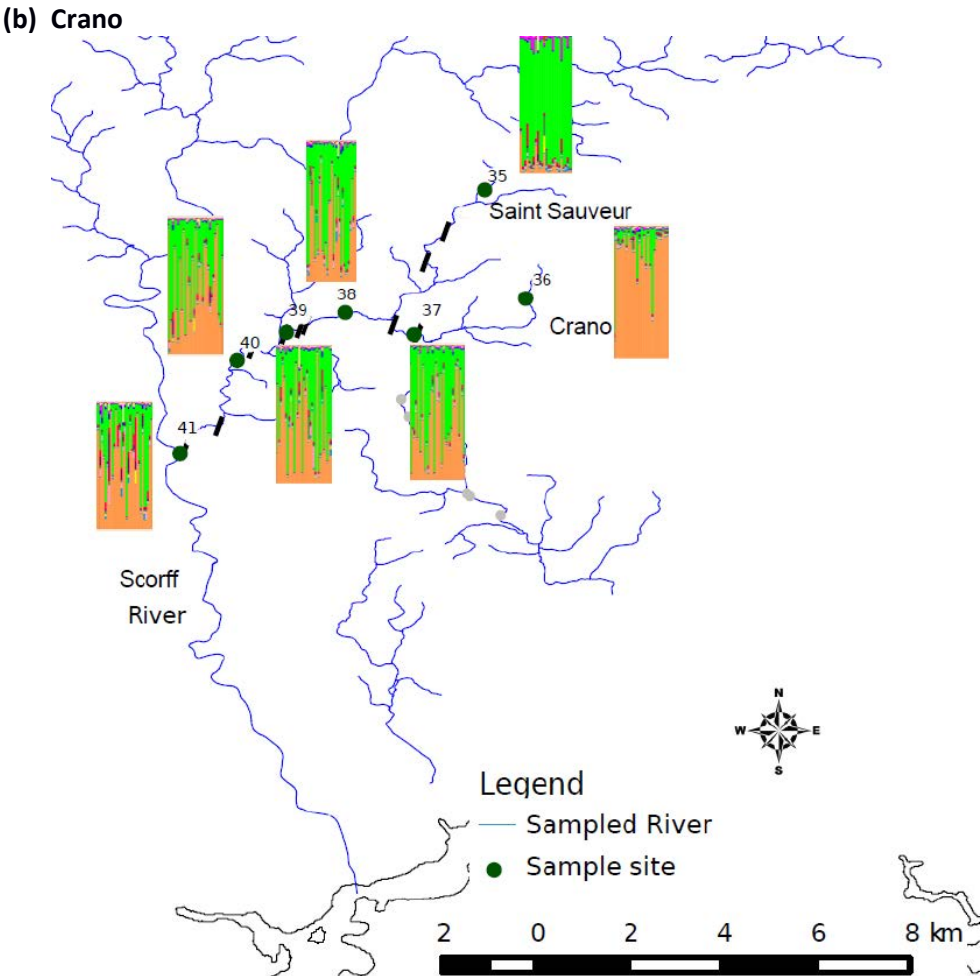 (b) Crano
35
Saint Sauveur
36
38
37
39
Crano
40
41
Scorff
River
N
W E
S
Legend
Sampled River
Sample site
2 0 2 4 6 8 km